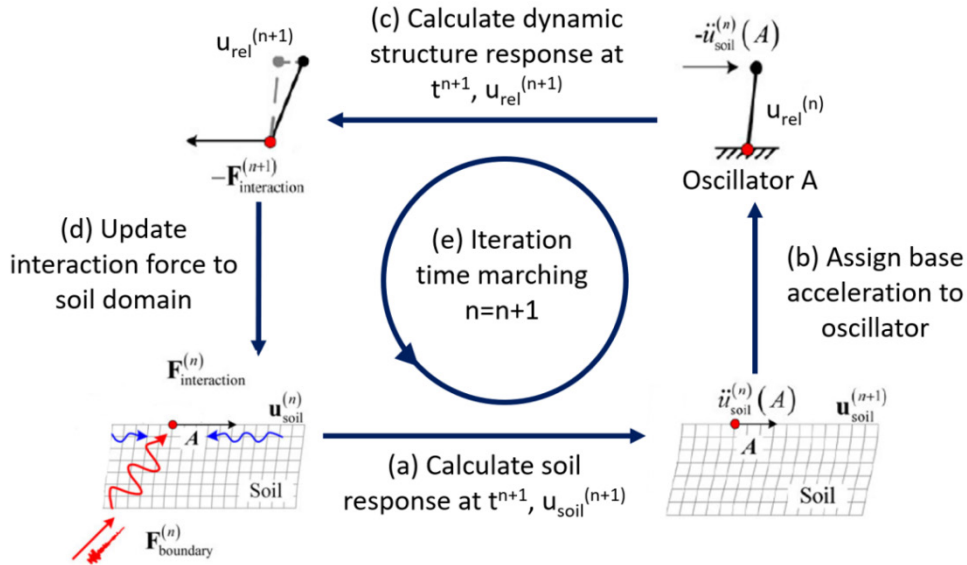 u_rel^(n+1)
(c) Calculate dynamic
structure response at
t^n+1, u_rel^(n+1)
-ü_soil^(n)(A)
u_rel^(n)
-F_interaction^(n+1)
Oscillator A
(d) Update
interaction force to
soil domain
(e) Iteration
time marching
n=n+1
(b) Assign base
acceleration to
oscillator
F_interaction^(n)
u_soil^(n)
A
Soil
F_boundary^(n)
(a) Calculate soil
response at t^n+1, u_soil^(n+1)
ü_soil^(n)(A)
u_soil^(n+1)
A
Soil